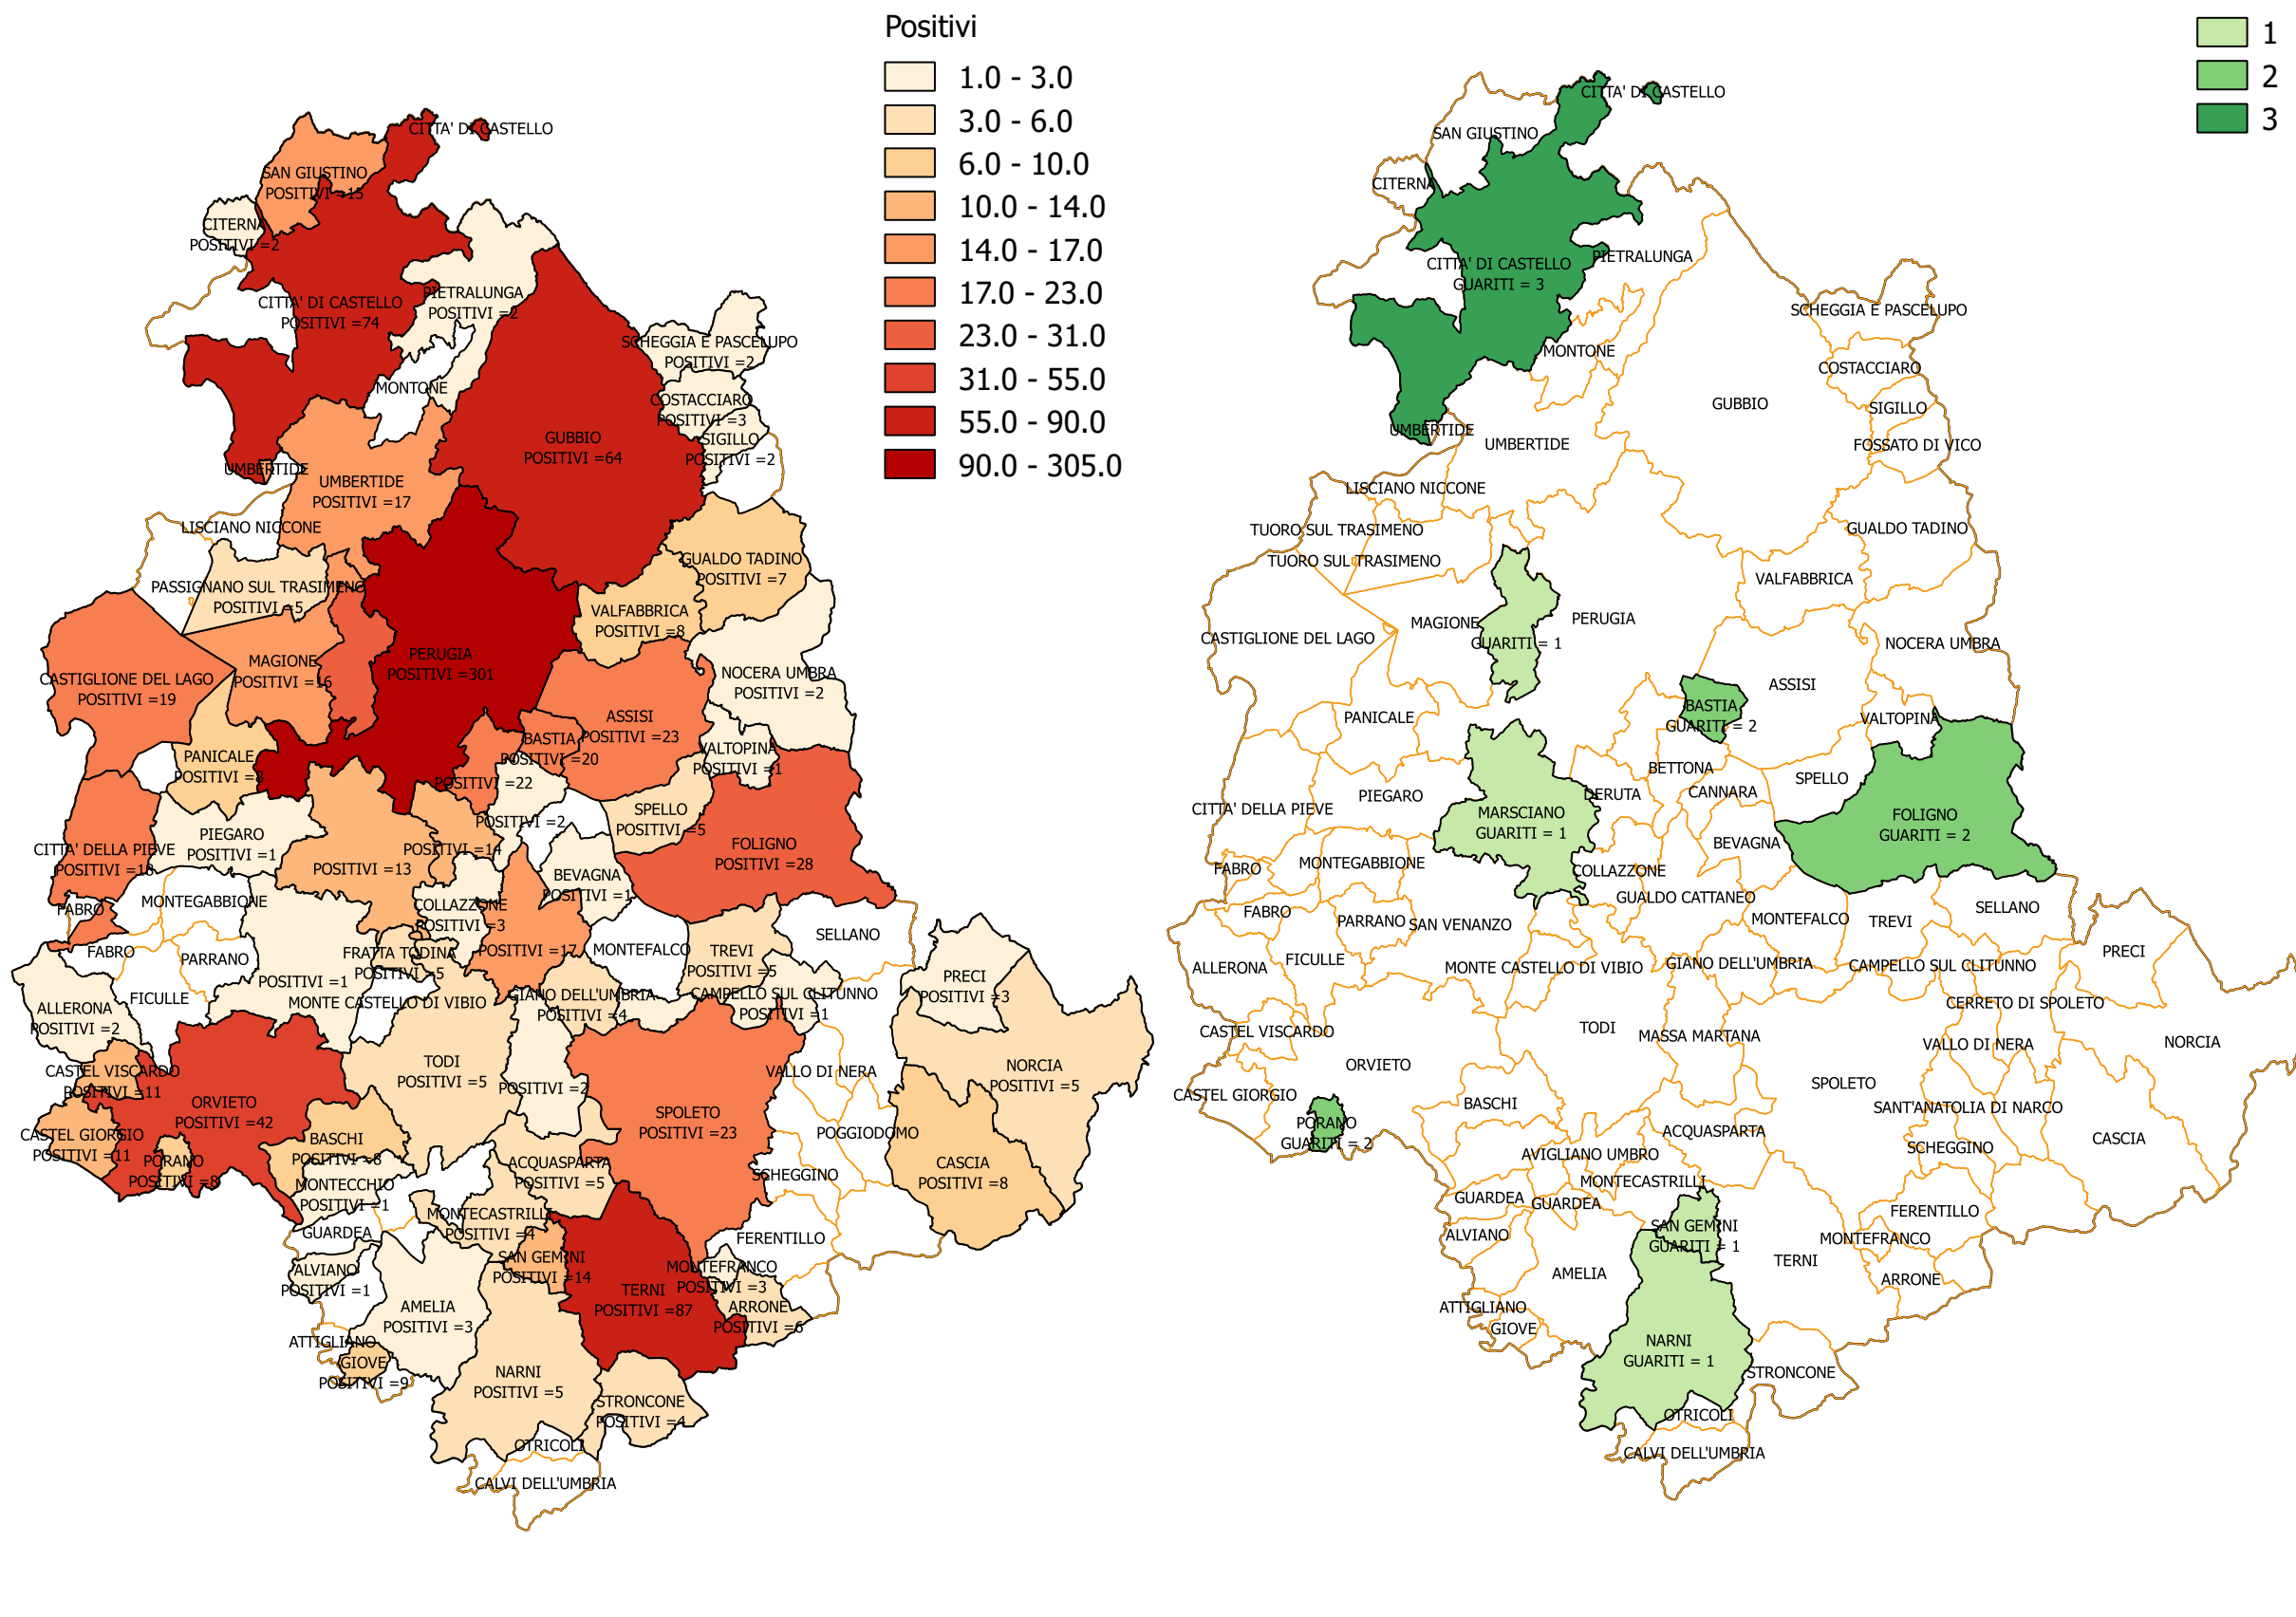 Positivi
1.0 - 3.0
3.0 - 6.0
6.0 - 10.0
10.0 - 14.0
14.0 - 17.0
17.0 - 23.0
23.0 - 31.0
31.0 - 55.0
55.0 - 90.0
90.0 - 305.0
CITTA' DI CASTELLO
SAN GIUSTINO
POSITIVI =15
CITERNA
POSITIVI =2
CITTA' DI CASTELLO
POSITIVI =74
PIETRALUNGA
POSITIVI =2
SCHEGGIA E PASCELUPO
POSITIVI =2
MONTONE
COSTACCIARO
POSITIVI =3
SIGILLO
POSITIVI =2
GUBBIO
POSITIVI =64
UMBERTIDE
UMBERTIDE
POSITIVI =17
LISCIANO NICCONE
GUALDO TADINO
POSITIVI =7
PASSIGNANO SUL TRASIMENO
POSITIVI =5
VALFABBRICA
POSITIVI =8
PERUGIA
POSITIVI =301
MAGIONE
POSITIVI =16
CASTIGLIONE DEL LAGO
POSITIVI =19
NOCERA UMBRA
POSITIVI =2
ASSISI
POSITIVI =23
BASTIA
POSITIVI =20
VALTOPINA
POSITIVI =1
PANICALE
POSITIVI =8
POSITIVI =22
SPELLO
POSITIVI =5
POSITIVI =2
PIEGARO
POSITIVI =1
CITTA' DELLA PIEVE
POSITIVI =18
POSITIVI =14
POSITIVI =13
FOLIGNO
POSITIVI =28
BEVAGNA
POSITIVI =1
MONTEGABBIONE
FABRO
COLLAZZONE
POSITIVI =3
SELLANO
FABRO
PARRANO
FRATTA TODINA
POSITIVI =5
POSITIVI =17
MONTEFALCO
TREVI
POSITIVI =5
POSITIVI =1
PRECI
POSITIVI =3
FICULLE
MONTE CASTELLO DI VIBIO
GIANO DELL'UMBRIA
POSITIVI =4
CAMPELLO SUL CLITUNNO
POSITIVI =1
ALLERONA
POSITIVI =2
TODI
POSITIVI =5
POSITIVI =2
CASTEL VISCARDO
POSITIVI =11
VALLO DI NERA
NORCIA
POSITIVI =5
ORVIETO
POSITIVI =42
SPOLETO
POSITIVI =23
CASTEL GIORGIO
POSITIVI =11
BASCHI
POSITIVI =8
POGGIODOMO
PORANO
POSITIVI =8
ACQUASPARTA
POSITIVI =5
CASCIA
POSITIVI =8
SCHEGGINO
MONTECCHIO
POSITIVI =1
MONTECASTRILLI
POSITIVI =4
GUARDEA
FERENTILLO
SAN GEMINI
POSITIVI =14
ALVIANO
POSITIVI =1
MONTEFRANCO
POSITIVI =3
TERNI
POSITIVI =87
AMELIA
POSITIVI =3
ARRONE
POSITIVI =6
ATTIGLIANO
GIOVE
POSITIVI =9
NARNI
POSITIVI =5
STRONCONE
POSITIVI =4
OTRICOLI
CALVI DELL'UMBRIA
1
2
3
CITTA' DI CASTELLO
SAN GIUSTINO
CITERNA
CITTA' DI CASTELLO
GUARITI = 3
PIETRALUNGA
SCHEGGIA E PASCELUPO
MONTONE
COSTACCIARO
GUBBIO
SIGILLO
UMBERTIDE
UMBERTIDE
FOSSATO DI VICO
LISCIANO NICCONE
TUORO SUL TRASIMENO
GUALDO TADINO
TUORO SUL TRASIMENO
VALFABBRICA
PERUGIA
MAGIONE
GUARITI = 1
CASTIGLIONE DEL LAGO
NOCERA UMBRA
ASSISI
BASTIA
GUARITI = 2
PANICALE
VALTOPINA
BETTONA
SPELLO
CANNARA
DERUTA
PIEGARO
CITTA' DELLA PIEVE
MARSCIANO
GUARITI = 1
FOLIGNO
GUARITI = 2
BEVAGNA
MONTEGABBIONE
FABRO
COLLAZZONE
GUALDO CATTANEO
FABRO
PARRANO
SAN VENANZO
MONTEFALCO
TREVI
SELLANO
PRECI
FICULLE
ALLERONA
MONTE CASTELLO DI VIBIO
GIANO DELL'UMBRIA
CAMPELLO SUL CLITUNNO
CERRETO DI SPOLETO
CASTEL VISCARDO
TODI
MASSA MARTANA
VALLO DI NERA
NORCIA
ORVIETO
SPOLETO
CASTEL GIORGIO
BASCHI
SANT'ANATOLIA DI NARCO
PORANO
GUARITI = 2
ACQUASPARTA
CASCIA
AVIGLIANO UMBRO
SCHEGGINO
MONTECASTRILLI
GUARDEA
GUARDEA
FERENTILLO
SAN GEMINI
GUARITI = 1
ALVIANO
MONTEFRANCO
TERNI
AMELIA
ARRONE
ATTIGLIANO
GIOVE
NARNI
GUARITI = 1
STRONCONE
OTRICOLI
CALVI DELL'UMBRIA